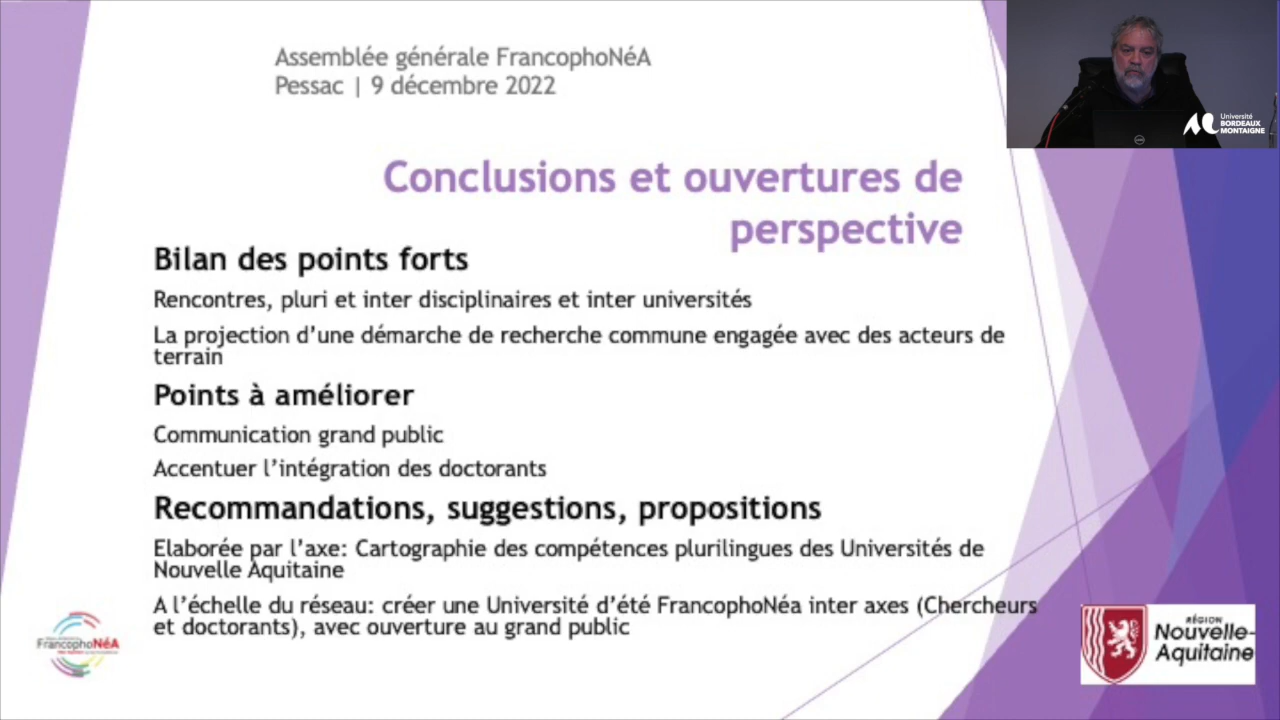 Assemblée générale FrancophoNéA
Pessac | 9 décembre 2022
Université
BORDEAUX
MONTAIGNE
Conclusions et ouvertures de
perspective
Bilan des points forts
Rencontres, pluri et inter disciplinaires et inter universités
La projection d’une démarche de recherche commune engagée avec des acteurs de
terrain
Points à améliorer
Communication grand public
Accentuer l’intégration des doctorants
Recommandations, suggestions, propositions
Elaborée par l’axe: Cartographie des compétences plurilingues des Universités de
Nouvelle Aquitaine
A l’échelle du réseau: créer une Université d’été FrancophoNéa inter axes (Chercheurs
et doctorants), avec ouverture au grand public
FrancophoNéA
RÉGION
Nouvelle-
Aquitaine